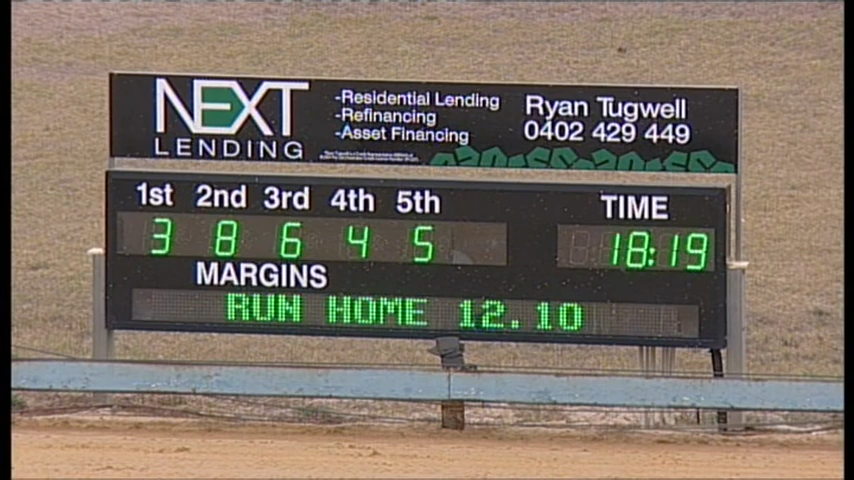 NEXT
LENDING
-Residential Lending
-Refinancing
-Asset Financing
Ryan Tugwell
0402 429 449
1st 2nd 3rd 4th 5th TIME
3 8 6 4 5 18:19
MARGINS
RUN HOME 12.10